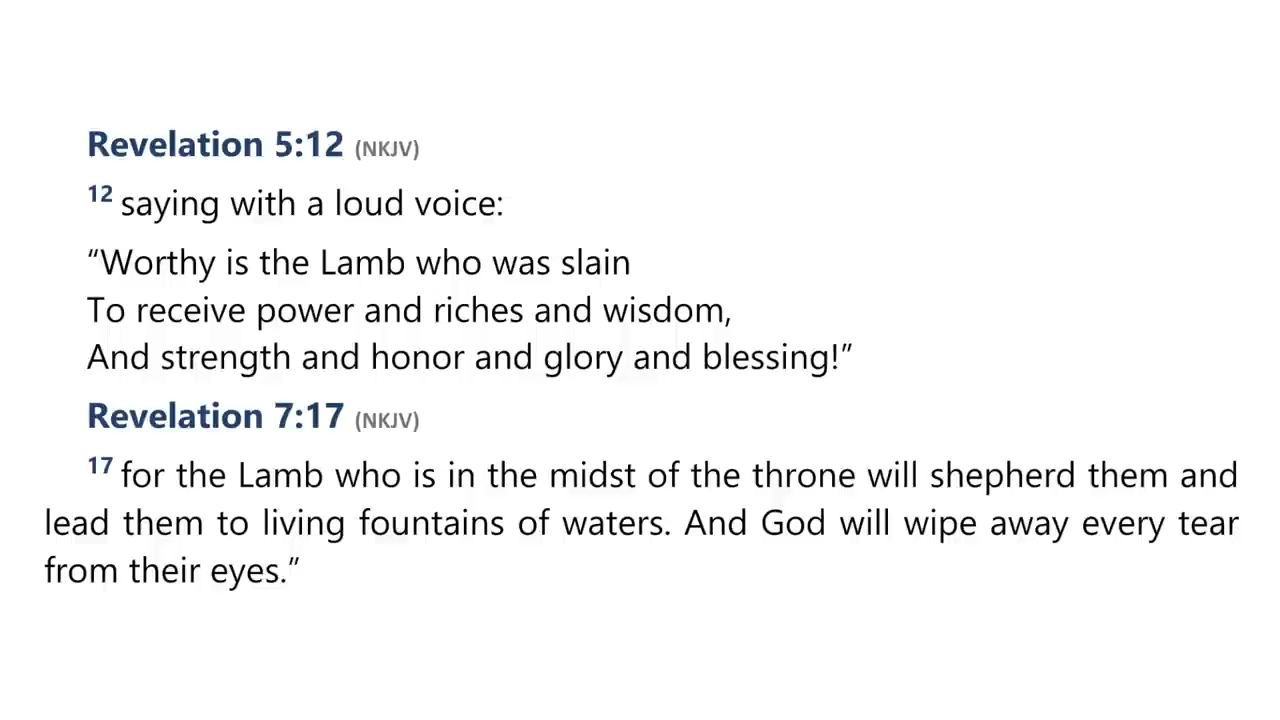 Revelation 5:12 (NKJV)
12 saying with a loud voice:
“Worthy is the Lamb who was slain
To receive power and riches and wisdom,
And strength and honor and glory and blessing!”
Revelation 7:17 (NKJV)
17 for the Lamb who is in the midst of the throne will shepherd them and
lead them to living fountains of waters. And God will wipe away every tear
from their eyes.”